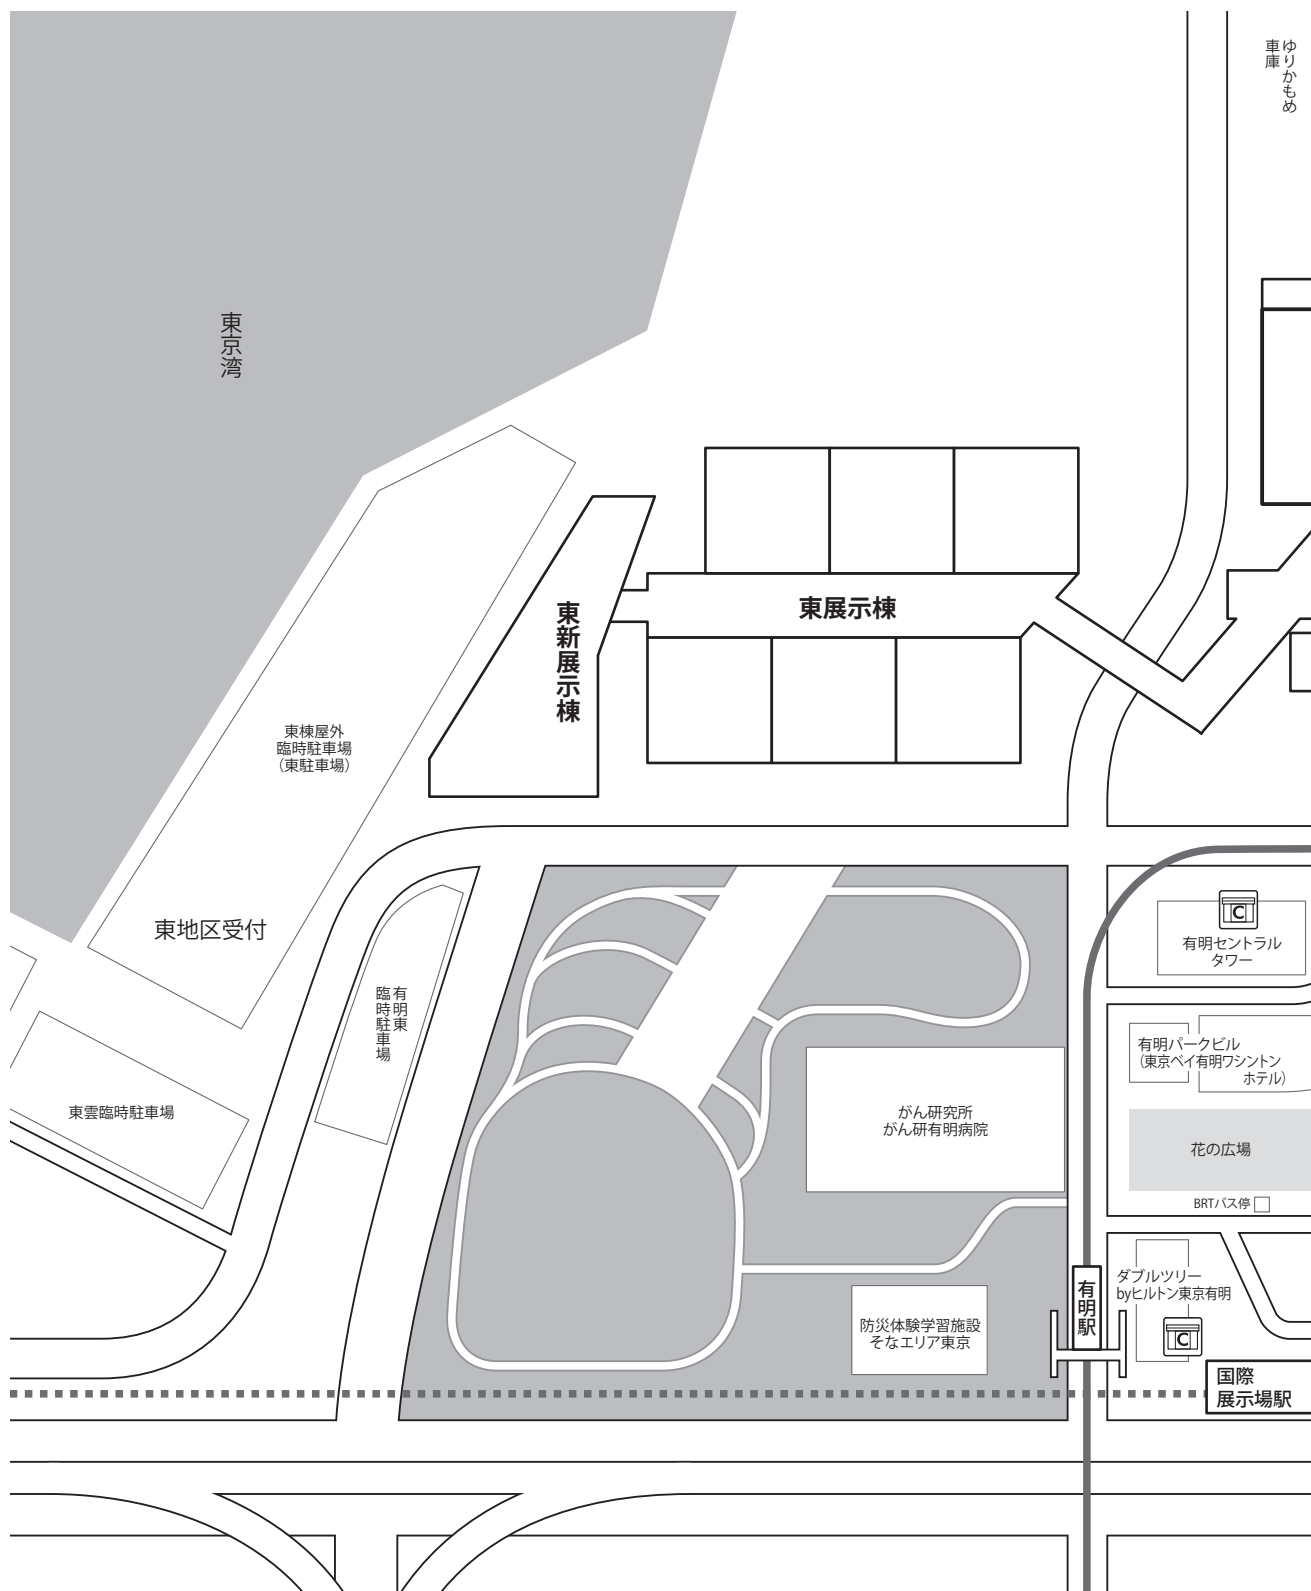 ゆりかもめ
車庫
東京湾
東展示棟
東新展示棟
東棟屋外
臨時駐車場
（東駐車場）
東地区受付
有明東
臨時駐車場
東雲臨時駐車場
C
有明セントラル
タワー
有明パークビル
（東京ベイ有明ワシントン
ホテル）
がん研究所
がん研有明病院
花の広場
BRTバス停
有明駅
ダブルツリー
byヒルトン東京有明
C
防災体験学習施設
そなエリア東京
国際
展示場駅